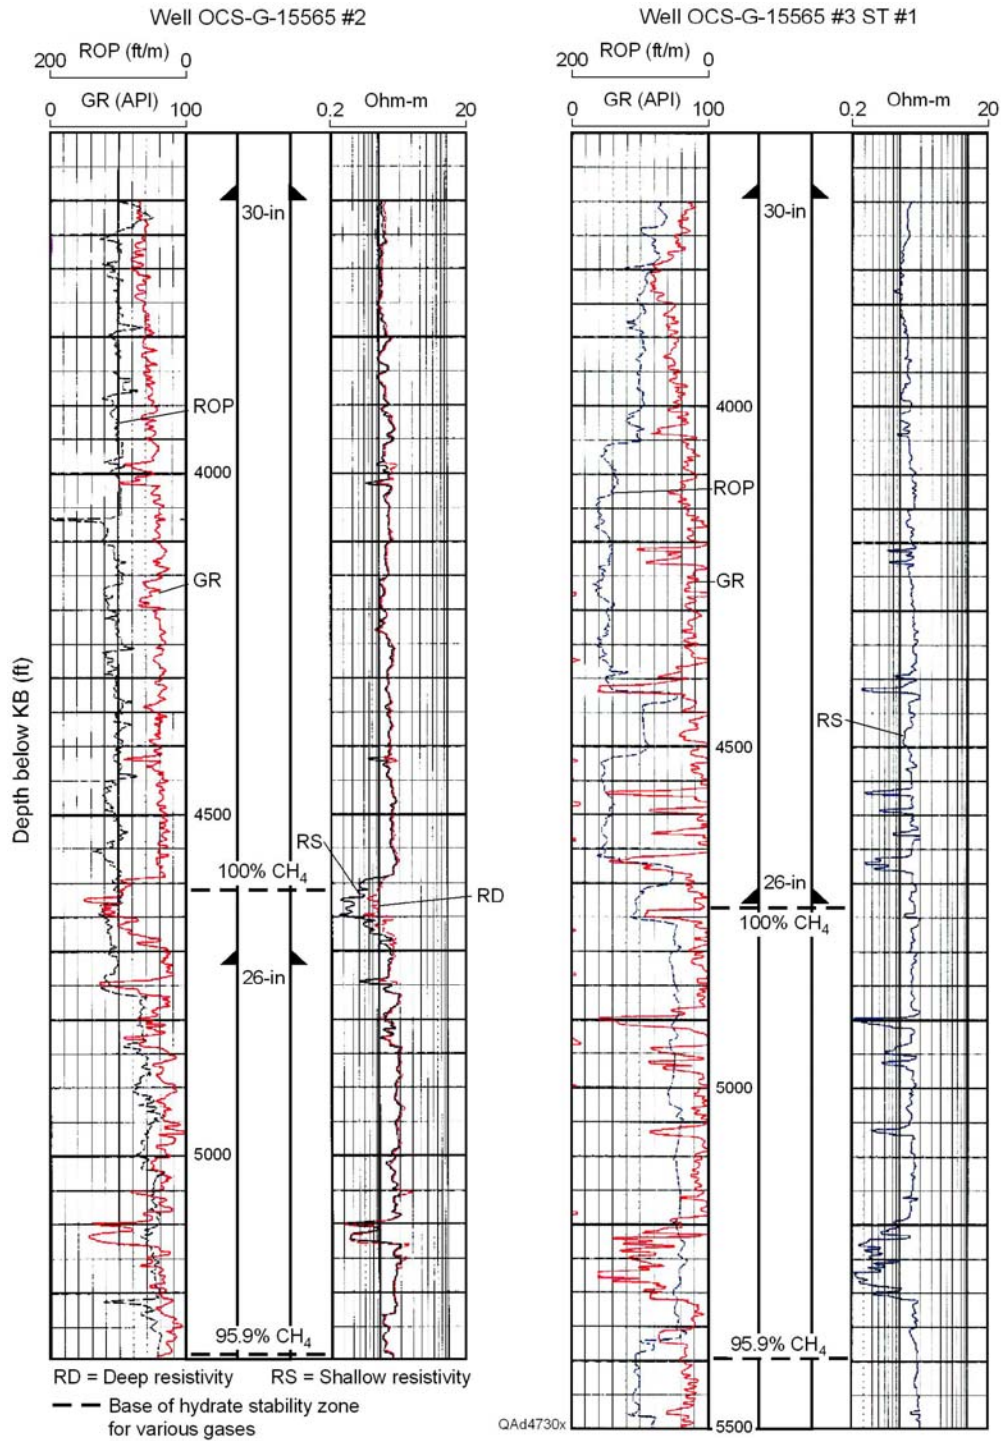 Well OCS-G-15565 #2
Well OCS-G-15565 #3 ST #1
200 ROP (ft/m) 0
200 ROP (ft/m) 0
0 GR (API) 100
0.2 Ohm-m 20
0 GR (API) 100
0.2 Ohm-m 20
30-in
30-in
ROP
4000
4000
ROP
GR
GR
Depth below KB (ft)
RS
4500
4500
RS
100% CH4
RD
26-in
100% CH4
26-in
5000
5000
95.9% CH4
95.9% CH4
RD = Deep resistivity
RS = Shallow resistivity
Base of hydrate stability zone
for various gases
QAd4730x
5500